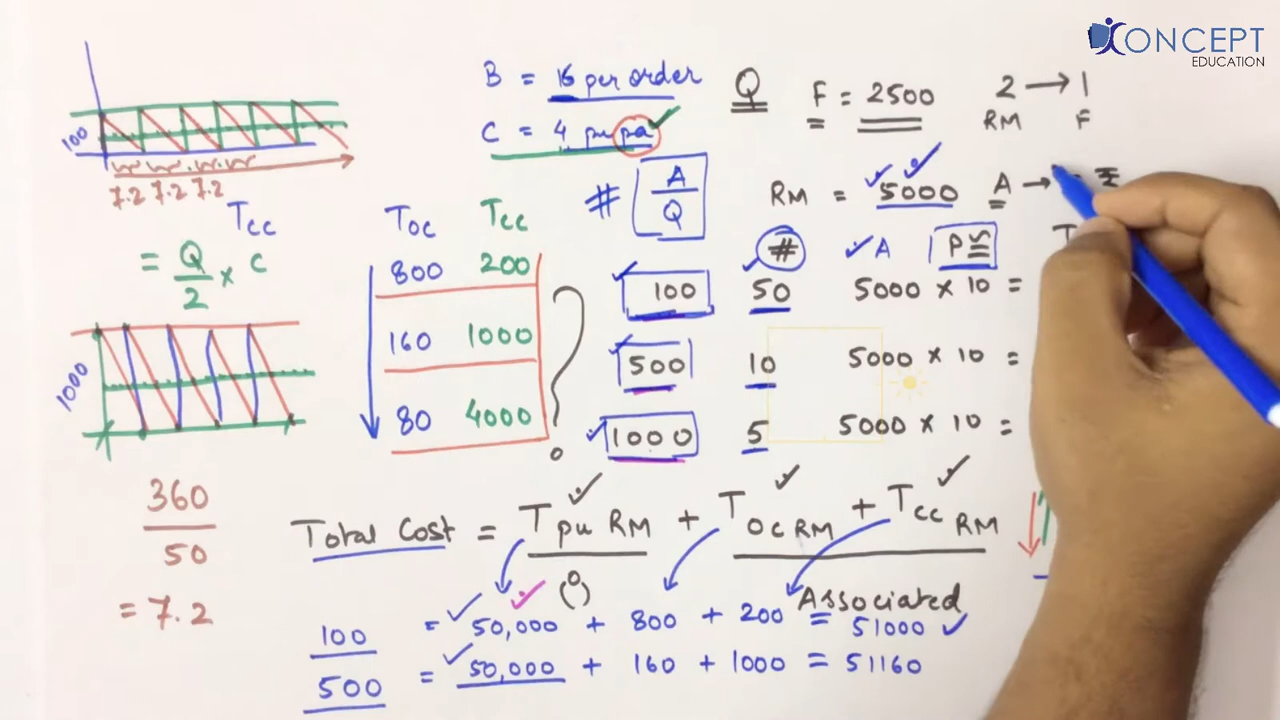 KONCEPT
EDUCATION
B = 16 per order
C = 4 pu pa
Q
F = 2500
2 → 1
RM F
100
7.2 7.2 7.2
Tcc
= Q/2 × C
1000
360
50
= 7.2
Toc Tcc
800 200
160 1000
80 4000
?
# A/Q
RM = 5000 A →
# A P
100 50 5000 × 10 =
500 10 5000 × 10 =
1000 5 5000 × 10 =
Total Cost = Tpu RM + Toc RM + Tcc RM
Associated
100 = 50,000 + 800 + 200 = 51000
500 = 50,000 + 160 + 1000 = 51160